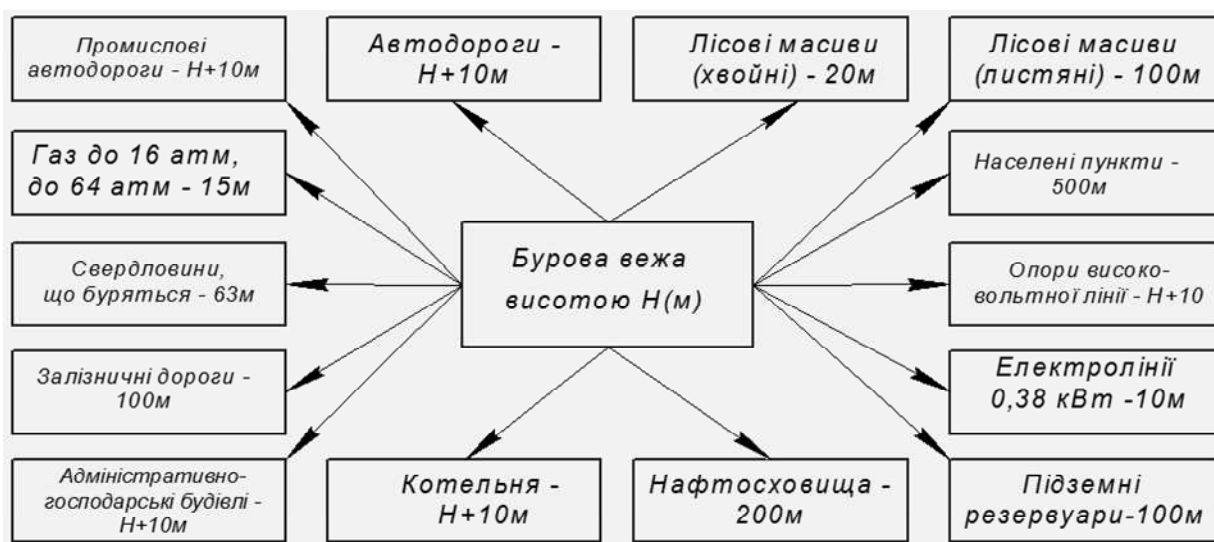 Промислові
автодороги - Н+10м
Автодороги -
Н+10м
Лісові масиви
(хвойні) - 20м
Лісові масиви
(листяні) - 100м
Газ до 16 атм,
до 64 атм - 15м
Населені пункти -
500м
Бурова вежа
висотою Н(м)
Свердловини,
що буряться - 63м
Опори високо-
вольтної лінії - Н+10
Залізничні дороги -
100м
Електролінії
0,38 кВт -10м
Адміністративно-
господарські будівлі -
Н+10м
Котельня -
Н+10м
Нафтосховища -
200м
Підземні
резервуари-100м